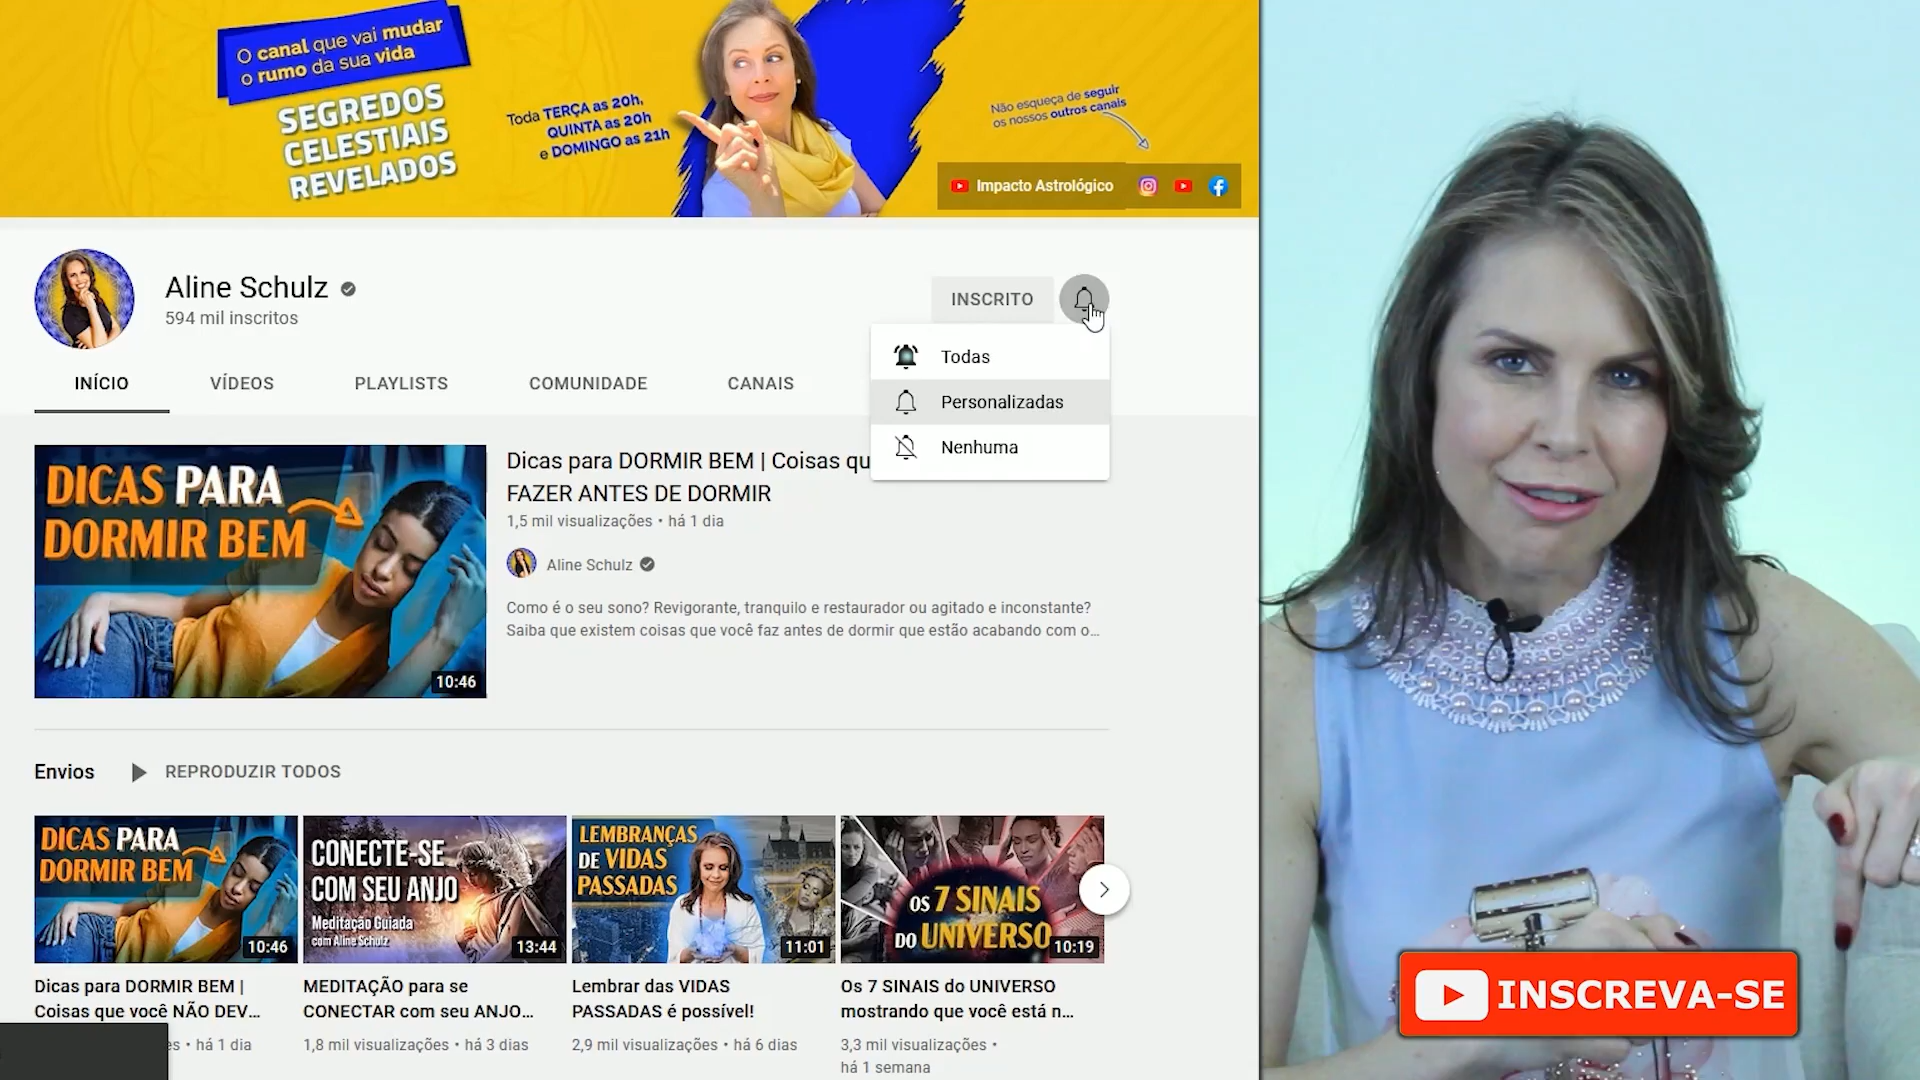 O canal que vai mudar
o rumo da sua vida
SEGREDOS
CELESTIAIS
REVELADOS
Toda TERÇA as 20h,
QUINTA as 20h
e DOMINGO as 21h
Não esqueça de seguir
os nossos outros canais
Impacto Astrológico
Aline Schulz
594 mil inscritos
INSCRITO
Todas
Personalizadas
Nenhuma
INÍCIO
VÍDEOS
PLAYLISTS
COMUNIDADE
CANAIS
DICAS PARA
DORMIR BEM
10:46
Dicas para DORMIR BEM | Coisas qu
FAZER ANTES DE DORMIR
1,5 mil visualizações • há 1 dia
Aline Schulz
Como é o seu sono? Revigorante, tranquilo e restaurador ou agitado e inconstante?
Saiba que existem coisas que você faz antes de dormir que estão acabando com o...
Envios
REPRODUZIR TODOS
DICAS PARA
DORMIR BEM
10:46
CONECTE-SE
COM SEU ANJO
Meditação Guiada
com Aline Schulz
13:44
LEMBRANÇAS
DE VIDAS
PASSADAS
11:01
OS 7 SINAIS
DO UNIVERSO
10:19
Dicas para DORMIR BEM |
Coisas que você NÃO DEV...
es • há 1 dia
MEDITAÇÃO para se
CONECTAR com seu ANJO...
1,8 mil visualizações • há 3 dias
Lembrar das VIDAS
PASSADAS é possível!
2,9 mil visualizações • há 6 dias
Os 7 SINAIS do UNIVERSO
mostrando que você está n...
3,3 mil visualizações •
há 1 semana
INSCREVA-SE